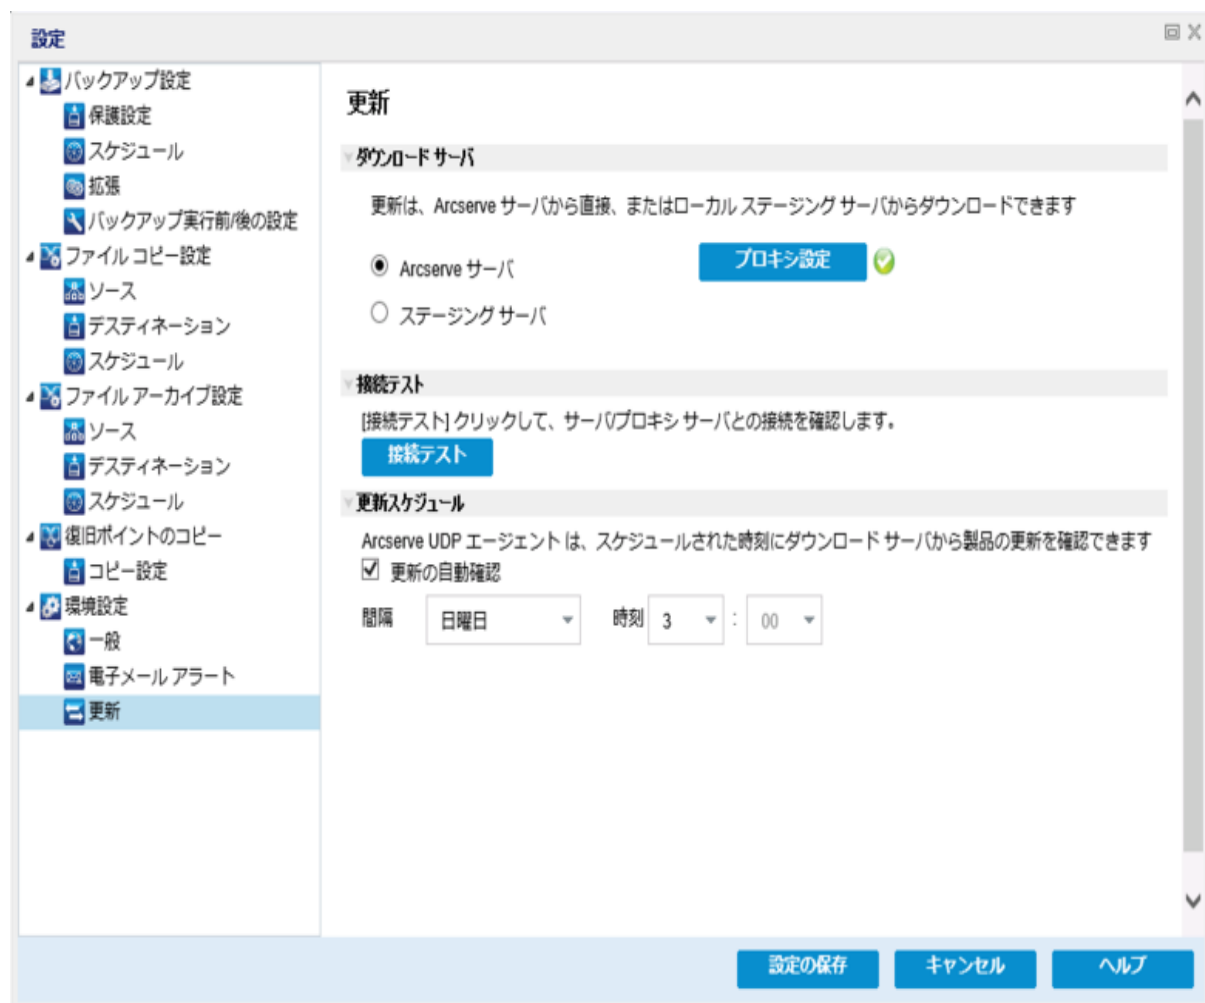 設定
バックアップ設定
保護設定
スケジュール
拡張
バックアップ実行前/後の設定
ファイル コピー設定
ソース
デスティネーション
スケジュール
ファイル アーカイブ設定
ソース
デスティネーション
スケジュール
復旧ポイントのコピー
コピー設定
環境設定
一般
電子メール アラート
更新
更新
ダウンロード サーバ
更新は、Arcserve サーバから直接、またはローカル ステージング サーバからダウンロードできます
Arcserve サーバ プロキシ設定
ステージング サーバ
接続テスト
[接続テスト] クリックして、サーバ/プロキシ サーバとの接続を確認します。
接続テスト
更新スケジュール
Arcserve UDP エージェント は、スケジュールされた時刻にダウンロード サーバから製品の更新を確認できます
更新の自動確認
間隔 日曜日 時刻 3 : 00
設定の保存 キャンセル ヘルプ